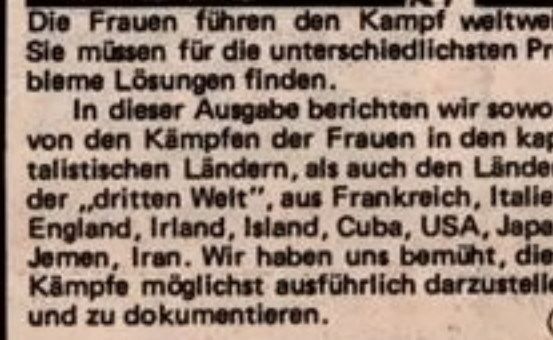 Die Frauen führen den Kampf weltwe
Sie müssen für die unterschiedlichsten Pr
bleme Lösungen finden.
In dieser Ausgabe berichten wir sowo
von den Kämpfen der Frauen in den kap
talistischen Ländern, als auch den Lände
der „dritten Welt”, aus Frankreich, Italie
England, Irland, Island, Cuba, USA, Japa
Jemen, Iran. Wir haben uns bemüht, die
Kämpfe möglichst ausführlich darzustelle
und zu dokumentieren.